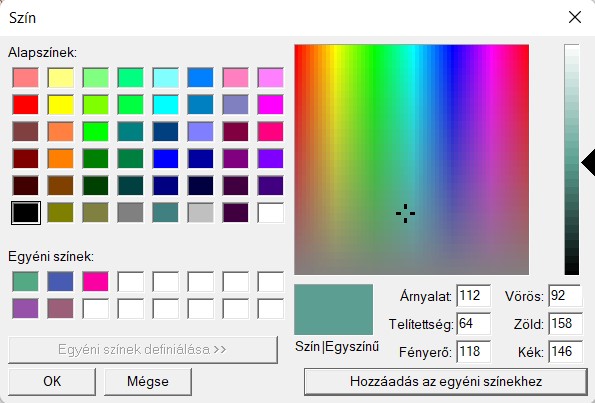 Szín
Alapszínek:
Egyéni színek:
Egyéni színek definiálása >>
OK
Mégse
Szín|Egyszínű
Árnyalat: 112
Telítettség: 64
Fényerő: 118
Vörös: 92
Zöld: 158
Kék: 146
Hozzáadás az egyéni színekhez